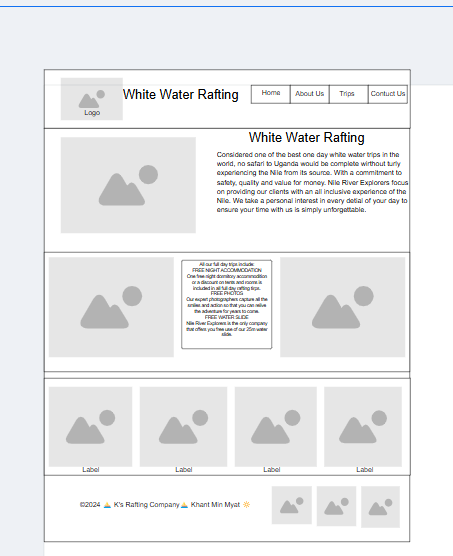 Logo
White Water Rafting
Home
About Us
Trips
Contuct Us
White Water Rafting
Considered one of the best one day white water trips in the
world, no safari to Uganda would be complete wirthout turly
experiencing the Nile from its source. With a commitment to
safety, quality and value for money. Nile River Explorers focus
on providing our clients with an all inclusive experience of the
Nile. We take a personal interest in every detial of your day to
ensure your time with us is simply unforgettable.
All our full day trips include:
FREE NIGHT ACCOMMODATION
One free night dormitory accommodation
or a discount on tents and rooms is
included in all full day rafting trips.
FREE PHOTOS
Our expert photographers capture all the
smiles and action so that you can relive
the adventure for years to come.
FREE WATER SLIDE
Nile River Explorers is the only company
that offers you free use of our 25m water
slide.
Label
Label
Label
Label
©2024 K's Rafting Company Khant Min Myat